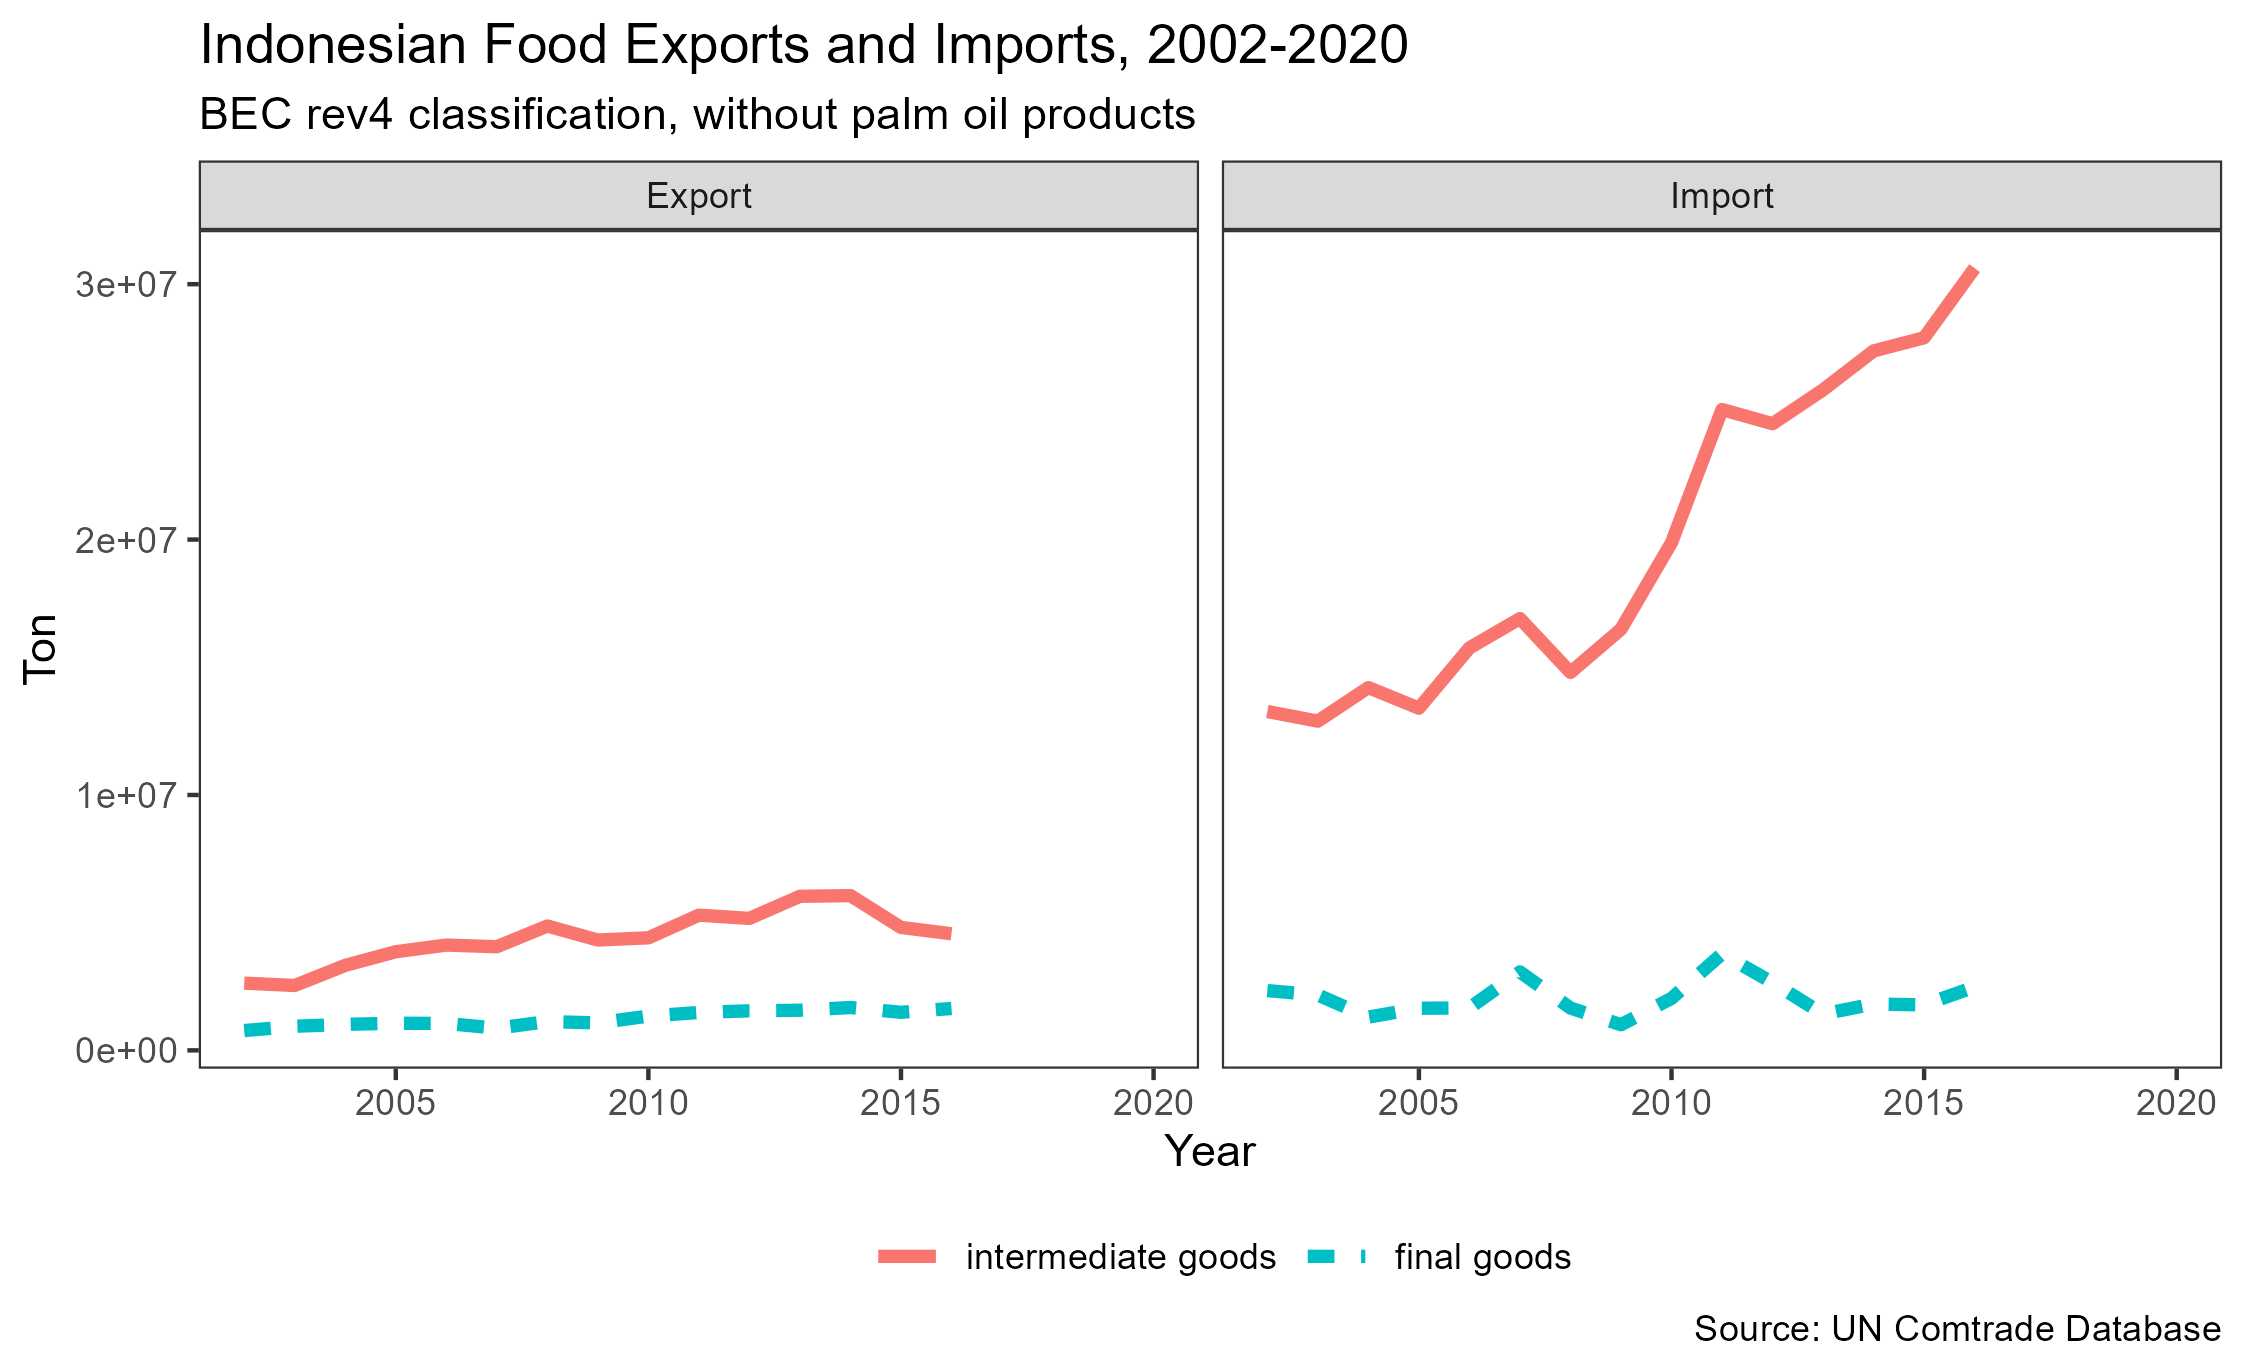 Indonesian Food Exports and Imports, 2002-2020
BEC rev4 classification, without palm oil products
Export
Import
Ton
3e+07
2e+07
1e+07
0e+00
2005 2010 2015 2020
2005 2010 2015 2020
Year
intermediate goods
final goods
Source: UN Comtrade Database